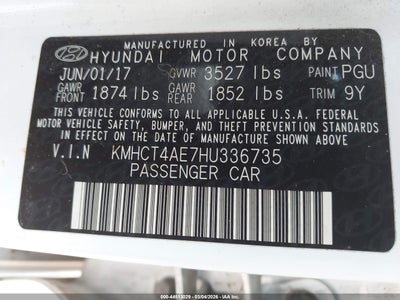 MANUFACTURED IN KOREA BY
HYUNDAI MOTOR COMPANY
JUN/01/17 GVWR 3527 lbs PAINT PGU
GAWR FRONT 1874 lbs GAWR REAR 1852 lbs TRIM 9Y
THIS VEHICLE CONFORMS TO ALL APPLICABLE U.S.A. FEDERAL
MOTOR VEHICLE SAFETY, BUMPER, AND THEFT PREVENTION STANDARDS
IN EFFECT ON THE DATE OF MANUFACTURE SHOWN ABOVE.
V.I.N KMHCT4AE7HU336735
PASSENGER CAR